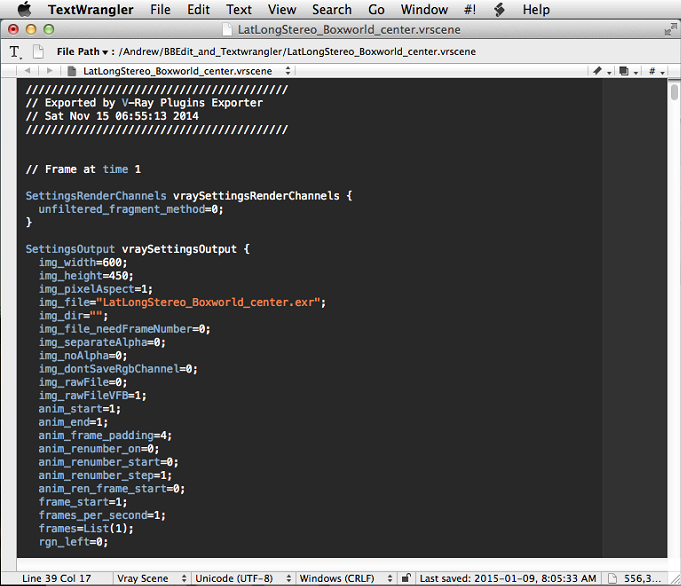 TextWrangler File Edit Text View Search Go Window #! Help
LatLongStereo_Boxworld_center.vrscene
File Path ▾ : /Andrew/BBEdit_and_Textwrangler/LatLongStereo_Boxworld_center.vrscene
LatLongStereo_Boxworld_center.vrscene
//////////////////////////////////////////
// Exported by V-Ray Plugins Exporter
// Sat Nov 15 06:55:13 2014
//////////////////////////////////////////
// Frame at time 1
SettingsRenderChannels vraySettingsRenderChannels {
unfiltered_fragment_method=0;
}
SettingsOutput vraySettingsOutput {
img_width=600;
img_height=450;
img_pixelAspect=1;
img_file="LatLongStereo_Boxworld_center.exr";
img_dir="";
img_file_needFrameNumber=0;
img_separateAlpha=0;
img_noAlpha=0;
img_dontSaveRgbChannel=0;
img_rawFile=0;
img_rawFileVFB=1;
anim_start=1;
anim_end=1;
anim_frame_padding=4;
anim_renumber_on=0;
anim_renumber_start=0;
anim_renumber_step=1;
anim_ren_frame_start=0;
frame_start=1;
frames_per_second=1;
frames=List(1);
rgn_left=0;
Line 39 Col 17 Vray Scene Unicode (UTF-8) Windows (CRLF) Last saved: 2015-01-09, 8:05:33 AM 556,3...